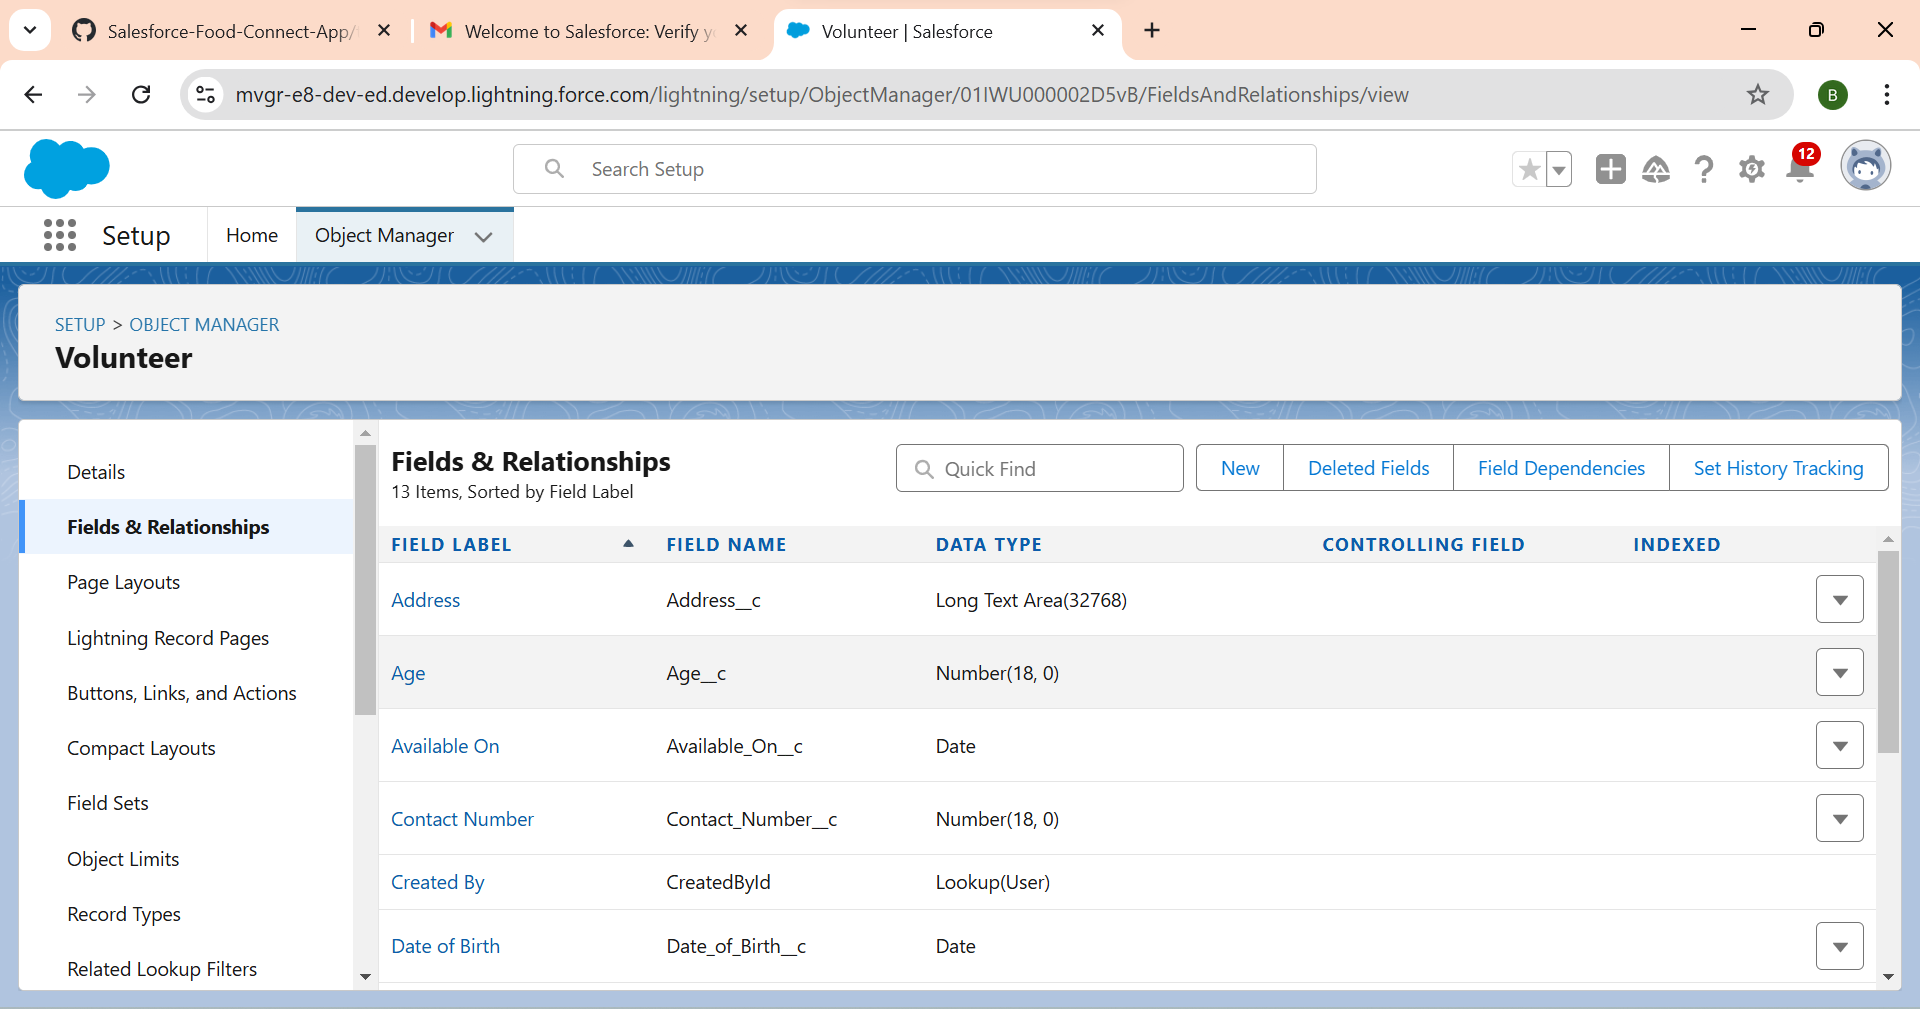 Salesforce-Food-Connect-App/
Welcome to Salesforce: Verify yo
Volunteer | Salesforce
mvgr-e8-dev-ed.develop.lightning.force.com/lightning/setup/ObjectManager/01IWU000002D5vB/FieldsAndRelationships/view
B
Search Setup
12
Setup
Home
Object Manager
SETUP > OBJECT MANAGER
Volunteer
Details
Fields & Relationships
Page Layouts
Lightning Record Pages
Buttons, Links, and Actions
Compact Layouts
Field Sets
Object Limits
Record Types
Related Lookup Filters
Fields & Relationships
13 Items, Sorted by Field Label
Quick Find
New
Deleted Fields
Field Dependencies
Set History Tracking
FIELD LABEL FIELD NAME DATA TYPE CONTROLLING FIELD INDEXED
Address Address__c Long Text Area(32768)
Age Age__c Number(18, 0)
Available On Available_On__c Date
Contact Number Contact_Number__c Number(18, 0)
Created By CreatedById Lookup(User)
Date of Birth Date_of_Birth__c Date